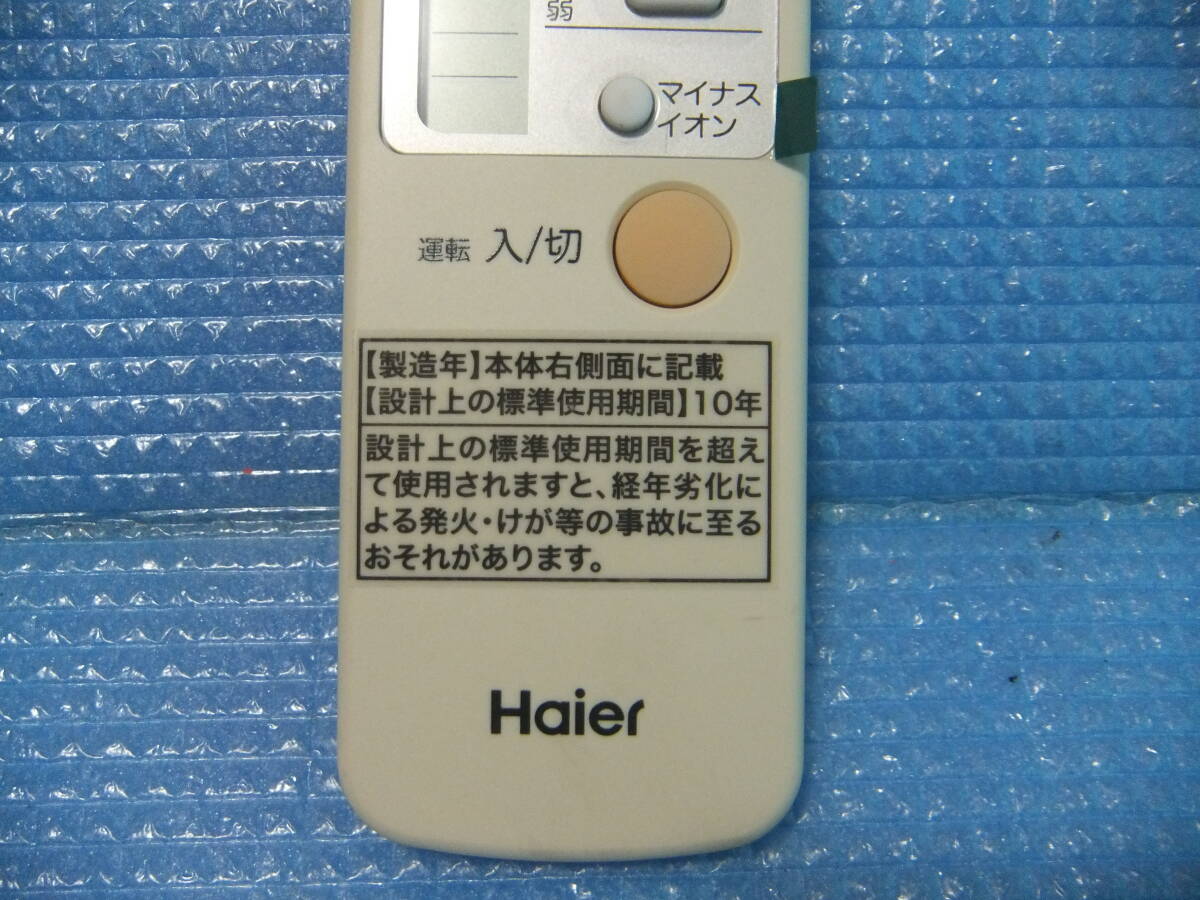 弱
マイナス
イオン
運転 入/切
【製造年】本体右側面に記載
【設計上の標準使用期間】10年
設計上の標準使用期間を超え
て使用されますと、経年劣化に
よる発火・けが等の事故に至る
おそれがあります。
Haier